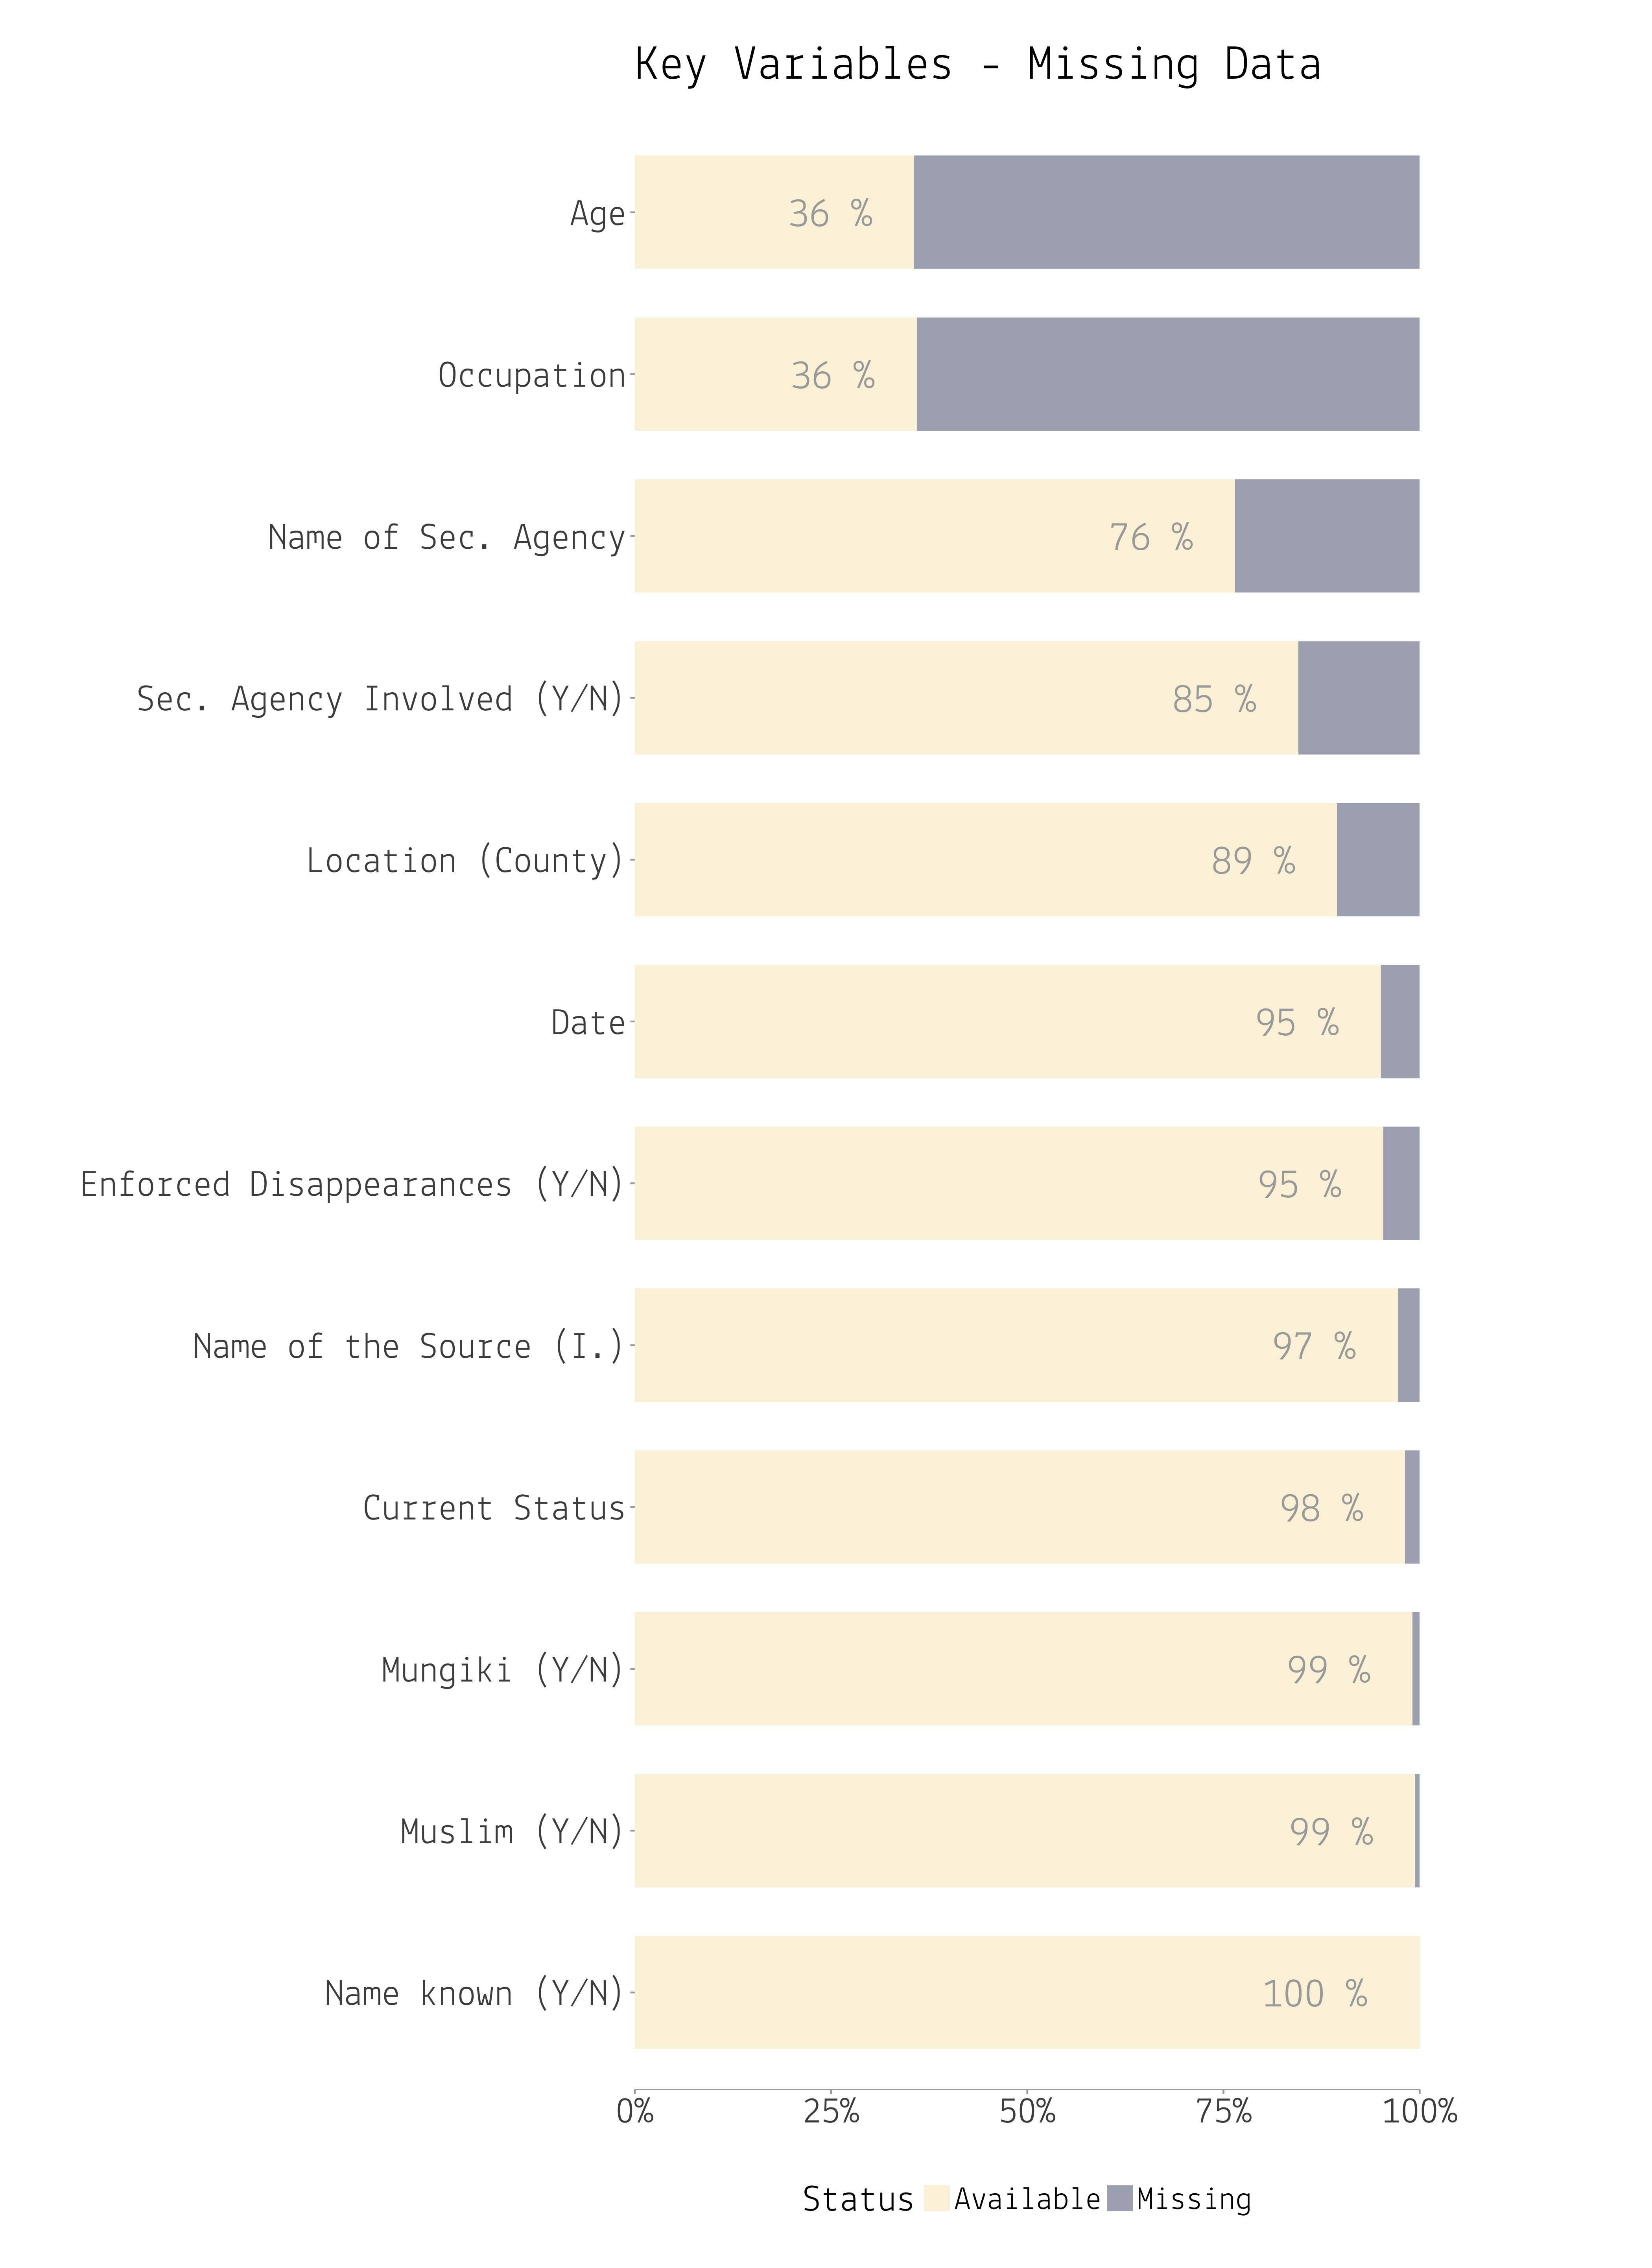 Key Variables - Missing Data
Age 36 %
Occupation 36 %
Name of Sec. Agency 76 %
Sec. Agency Involved (Y/N) 85 %
Location (County) 89 %
Date 95 %
Enforced Disappearances (Y/N) 95 %
Name of the Source (I.) 97 %
Current Status 98 %
Mungiki (Y/N) 99 %
Muslim (Y/N) 99 %
Name known (Y/N) 100 %
0% 25% 50% 75% 100%
Status Available Missing